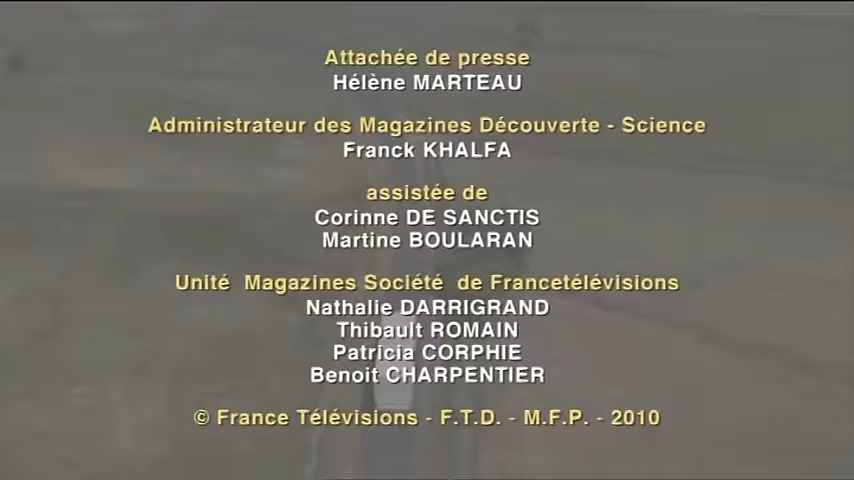 Attachée de presse
Hélène MARTEAU
Administrateur des Magazines Découverte - Science
Franck KHALFA
assistée de
Corinne DE SANCTIS
Martine BOULARAN
Unité Magazines Société de Francetélévisions
Nathalie DARRIGRAND
Thibault ROMAIN
Patricia CORPHIE
Benoit CHARPENTIER
© France Télévisions - F.T.D. - M.F.P. - 2010